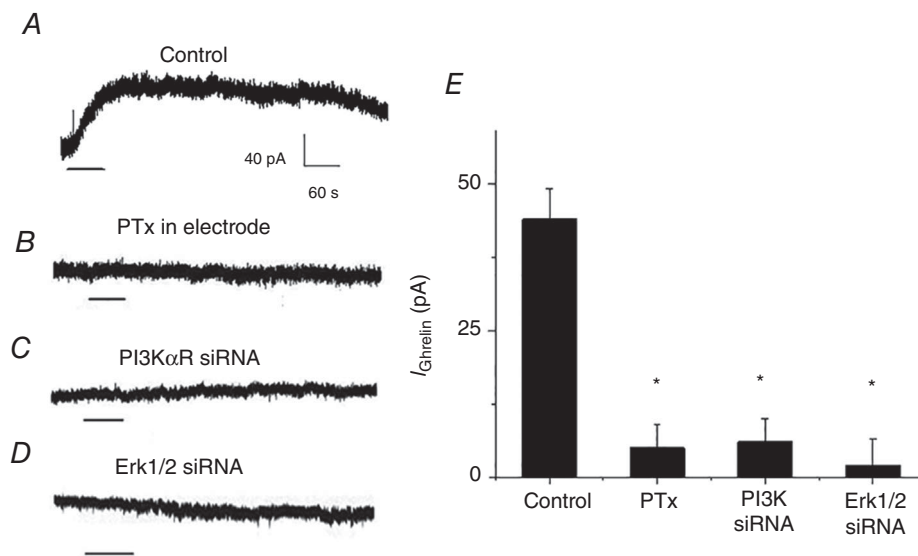 A
Control
40 pA
60 s
B
PTx in electrode
C
PI3KαR siRNA
D
Erk1/2 siRNA
E
I_Ghrelin (pA)
50
25
0
*
*
*
Control
PTx
PI3K
siRNA
Erk1/2
siRNA